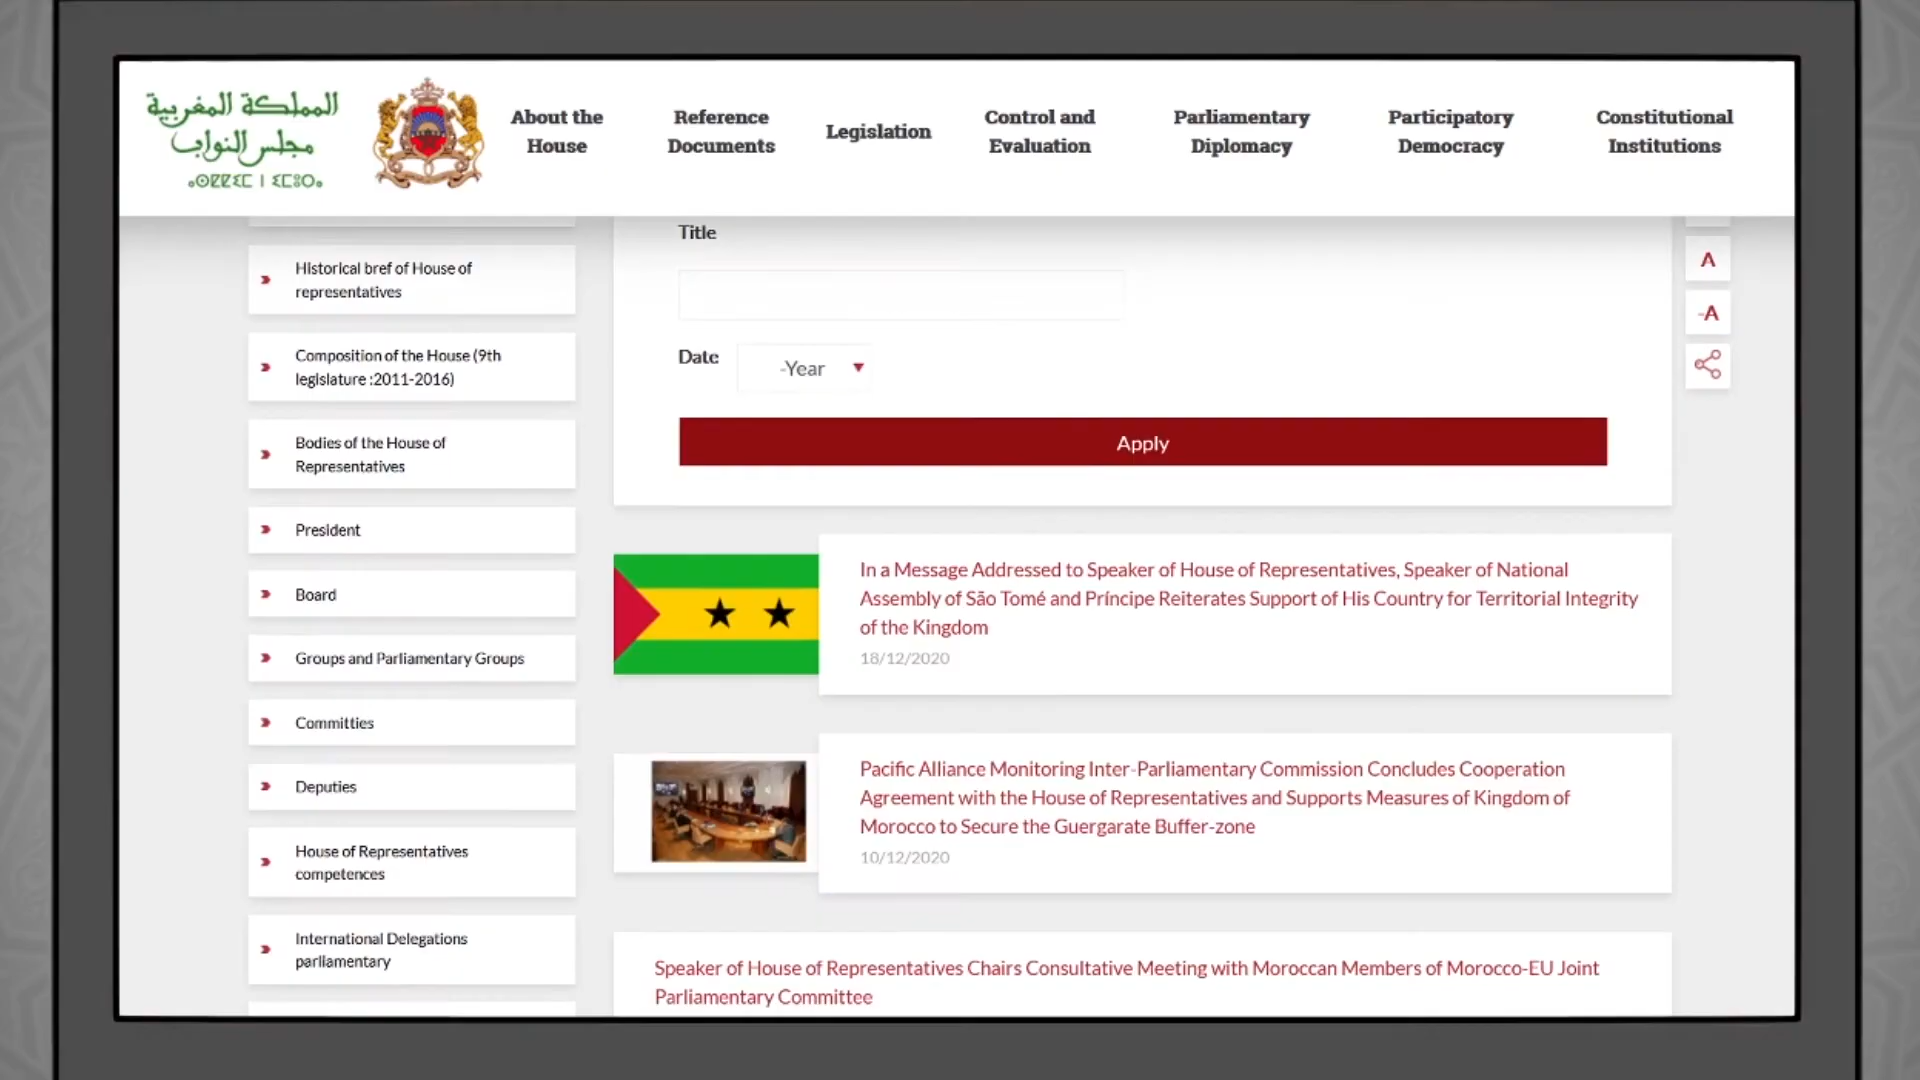 المملكة المغربية
مجلس النواب
ⴰⵙⵇⵇⵉⵎ ⵏ ⵉⵎⵓⵔⴰ
About the
House
Reference
Documents
Legislation
Control and
Evaluation
Parliamentary
Diplomacy
Participatory
Democracy
Constitutional
Institutions
Historical bref of House of
representatives
Composition of the House (9th
legislature :2011-2016)
Bodies of the House of
Representatives
President
Board
Groups and Parliamentary Groups
Committies
Deputies
House of Representatives
competences
International Delegations
parliamentary
Title
Date
-Year
Apply
A
-A
In a Message Addressed to Speaker of House of Representatives, Speaker of National
Assembly of São Tomé and Príncipe Reiterates Support of His Country for Territorial Integrity
of the Kingdom
18/12/2020
Pacific Alliance Monitoring Inter-Parliamentary Commission Concludes Cooperation
Agreement with the House of Representatives and Supports Measures of Kingdom of
Morocco to Secure the Guergarate Buffer-zone
10/12/2020
Speaker of House of Representatives Chairs Consultative Meeting with Moroccan Members of Morocco-EU Joint
Parliamentary Committee